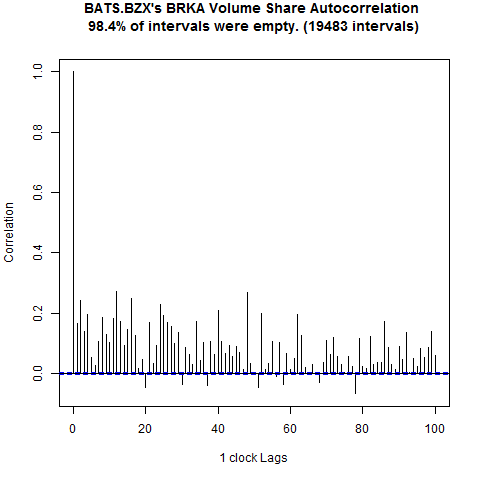 BATS.BZX's BRKA Volume Share Autocorrelation
98.4% of intervals were empty. (19483 intervals)
1.0
0.8
0.6
0.4
0.2
0.0
Correlation
0 20 40 60 80 100
1 clock Lags